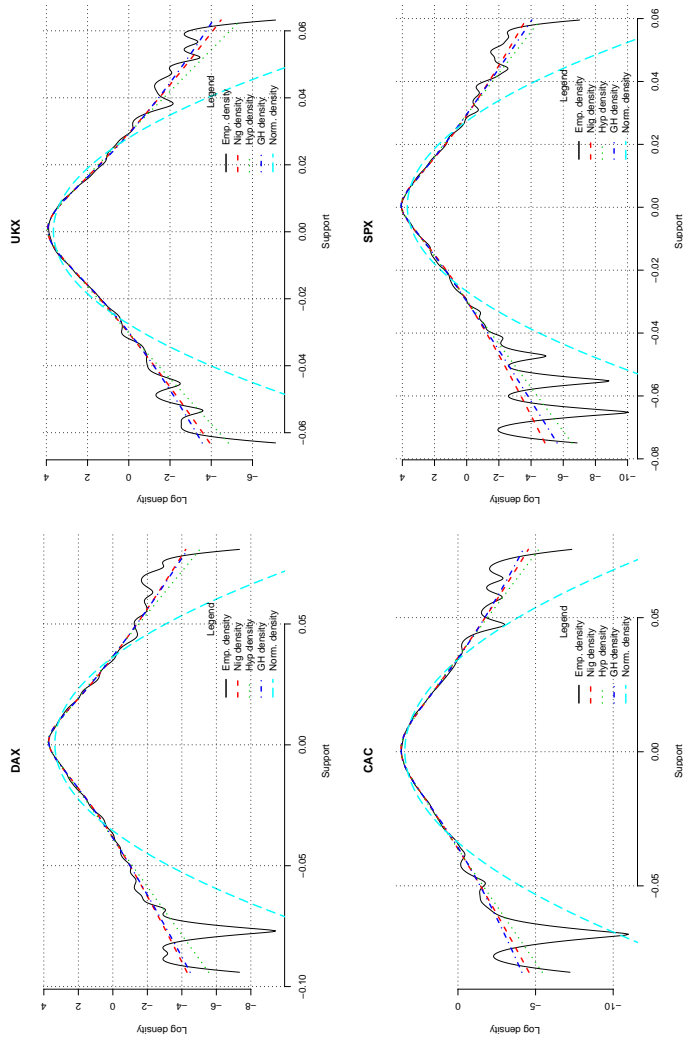 DAX
Log density
4
2
0
−2
−4
−6
−8
−0.10
−0.05
0.00
0.05
Support
Legend
Emp. density
Nig density
Hyp density
GH density
Norm. density
UKX
Log density
4
2
0
−2
−4
−6
−0.06
−0.04
−0.02
0.00
0.02
0.04
0.06
Support
Legend
Emp. density
Nig density
Hyp density
GH density
Norm. density
CAC
Log density
0
−5
−10
−0.05
0.00
0.05
Support
Legend
Emp. density
Nig density
Hyp density
GH density
Norm. density
SPX
Log density
4
2
0
−2
−4
−6
−8
−10
−0.08
−0.06
−0.04
−0.02
0.00
0.02
0.04
0.06
Support
Legend
Emp. density
Nig density
Hyp density
GH density
Norm. density